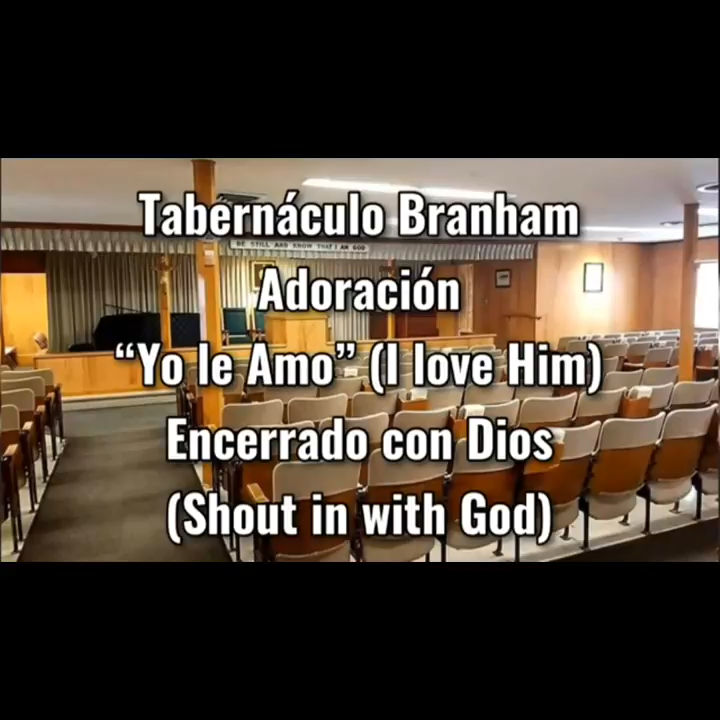 Tabernáculo Branham
BE STILL AND KNOW THAT I AM GOD
Adoración
“Yo le Amo” (I love Him)
Encerrado con Dios
(Shout in with God)